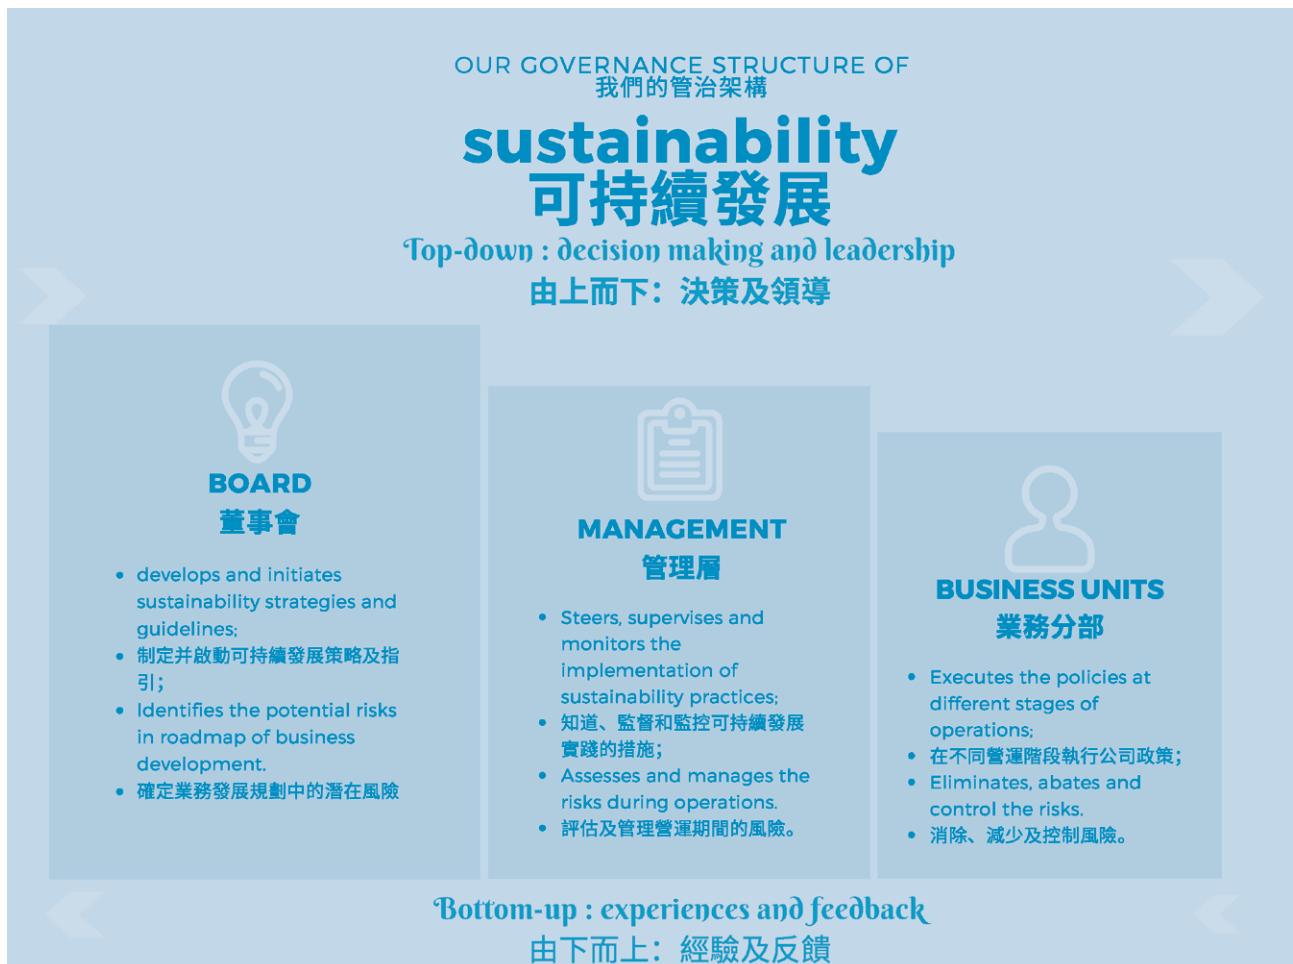 OUR GOVERNANCE STRUCTURE OF
我們的管治架構
sustainability
可持續發展
Top-down : decision making and leadership
由上而下：決策及領導
BOARD
董事會
• develops and initiates
sustainability strategies and
guidelines;
• 制定并啟動可持續發展策略及指
引；
• Identifies the potential risks
in roadmap of business
development.
• 確定業務發展規劃中的潛在風險
MANAGEMENT
管理層
• Steers, supervises and
monitors the
implementation of
sustainability practices;
• 知道、監督和監控可持續發展
實踐的措施；
• Assesses and manages the
risks during operations.
• 評估及管理營運期間的風險。
BUSINESS UNITS
業務分部
• Executes the policies at
different stages of
operations;
• 在不同營運階段執行公司政策；
• Eliminates, abates and
control the risks.
• 消除、減少及控制風險。
Bottom-up : experiences and feedback
由下而上：經驗及反饋